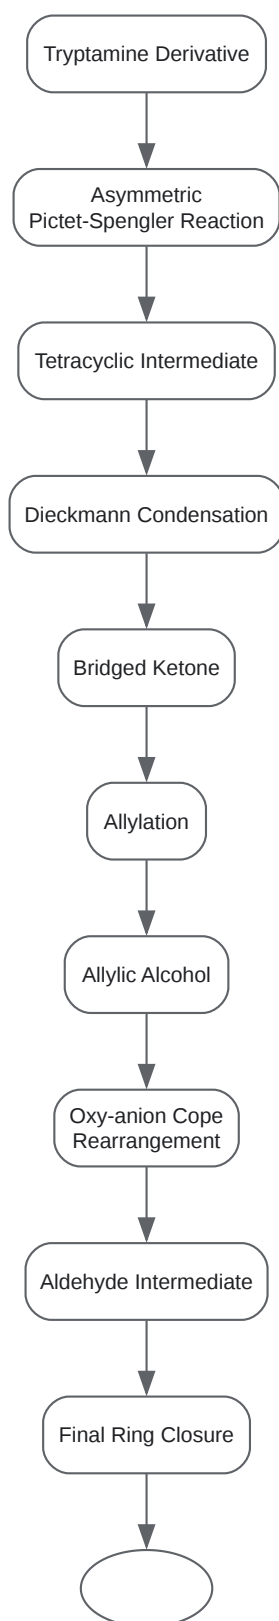 Tryptamine Derivative
Asymmetric
Pictet-Spengler Reaction
Tetracyclic Intermediate
Dieckmann Condensation
Bridged Ketone
Allylation
Allylic Alcohol
Oxy-anion Cope
Rearrangement
Aldehyde Intermediate
Final Ring Closure